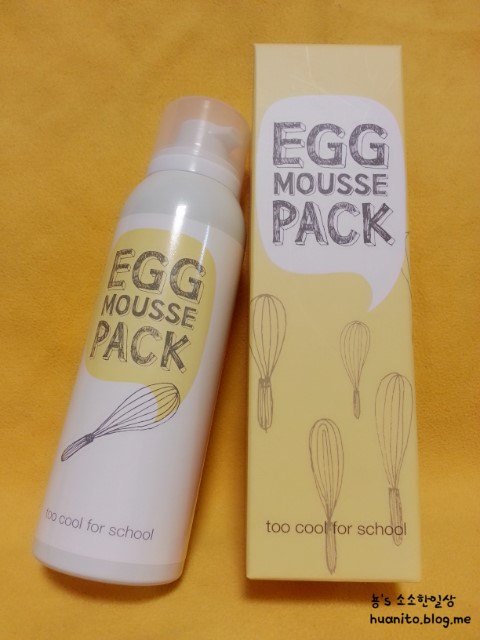 EGG
MOUSSE
PACK
too cool for school
EGG
MOUSSE
PACK
too cool for school
뇽's 소소한일상
huanito.blog.me